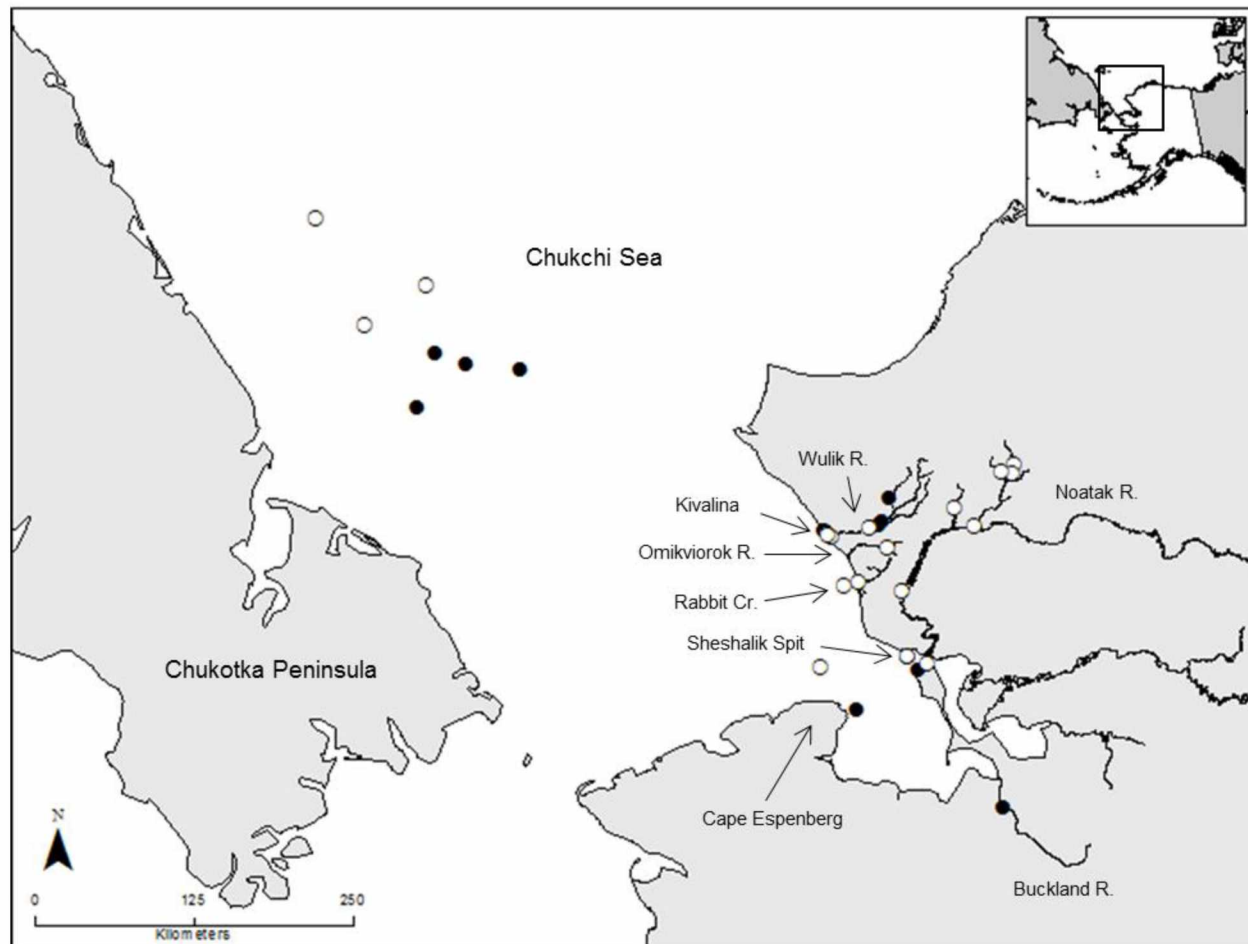 Chukchi Sea
Wulik R.
Noatak R.
Kivalina
Omikviorok R.
Rabbit Cr.
Sheshalik Spit
Chukotka Peninsula
Cape Espenberg
N
Buckland R.
0 125 250
Kilometers